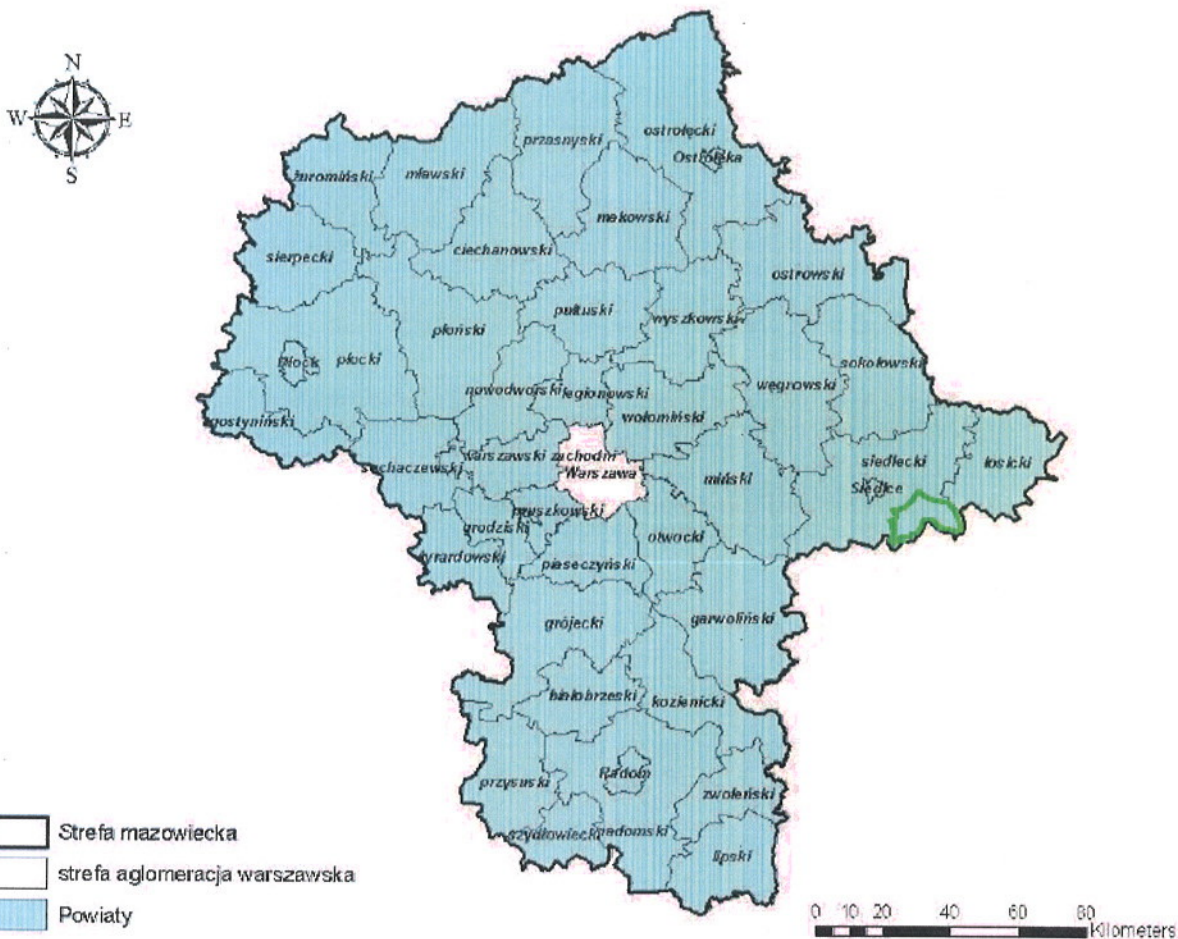 N
W E
S
ostrołęcki
przasnyski
Ostrołęka
żuromiński
mławski
makowski
ciechanowski
sierpecki
ostrowski
pułtuski
wyszkowski
płoński
sokołowski
Płock płocki
węgrowski
nowodworski legionowski
wołomiński
gostyniński
warszawski zachodni
siedlecki
łosicki
sochaczewski
Warszawa
miński
Siedlce
pruszkowski
grodziski
otwocki
żyrardowski
piaseczyński
grójecki
garwoliński
białobrzeski
kozienicki
Radom
przysuski
zwoleński
szydłowiecki radomski
lipski
Strefa mazowiecka
strefa aglomeracja warszawska
Powiaty
0 10 20 40 60 80
Kilometers